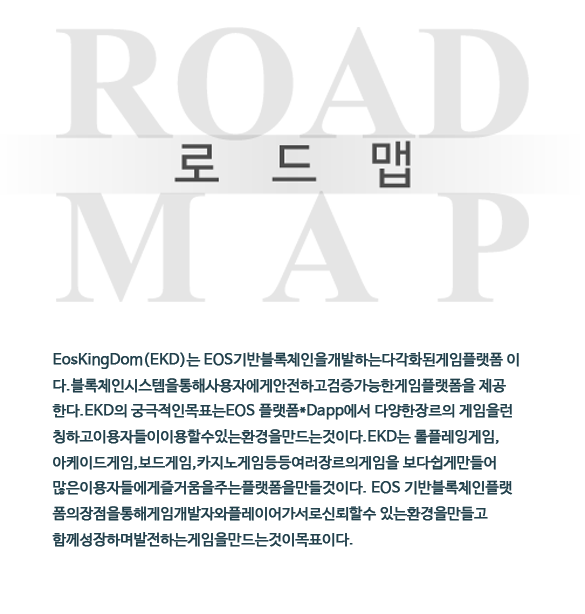 ROAD
로 드 맵
MAP
EosKingDom(EKD)는 EOS기반블록체인을개발하는다각화된게임플랫폼 이
다.블록체인시스템을통해사용자에게안전하고검증가능한게임플랫폼을 제공
한다.EKD의 궁극적인목표는EOS 플랫폼*Dapp에서 다양한장르의 게임을런
칭하고이용자들이이용할수있는환경을만드는것이다.EKD는 롤플레잉게임,
아케이드게임,보드게임,카지노게임등등여러장르의게임을 보다쉽게만들어
많은이용자들에게즐거움을주는플랫폼을만들것이다. EOS 기반블록체인플랫
폼의장점을통해게임개발자와플레이어가서로신뢰할수 있는환경을만들고
함께성장하며발전하는게임을만드는것이목표이다.